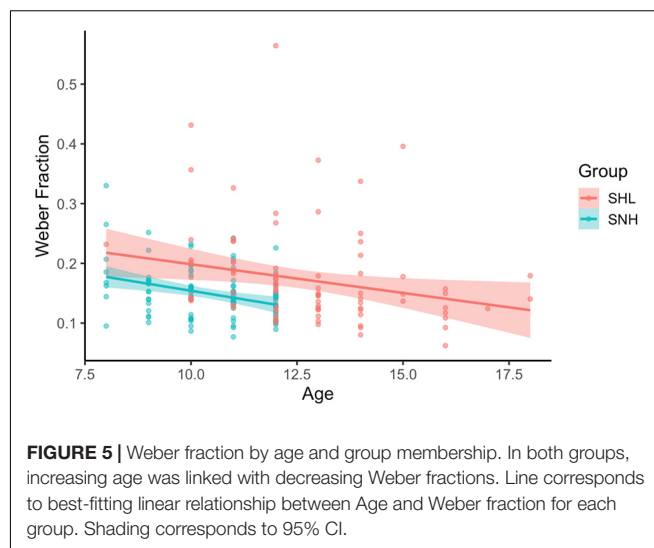 0.5
0.4
0.3
0.2
0.1
Weber Fraction
7.5 10.0 12.5 15.0 17.5
Age
Group
SHL
SNH
FIGURE 5 | Weber fraction by age and group membership. In both groups,
increasing age was linked with decreasing Weber fractions. Line corresponds
to best-fitting linear relationship between Age and Weber fraction for each
group. Shading corresponds to 95% CI.